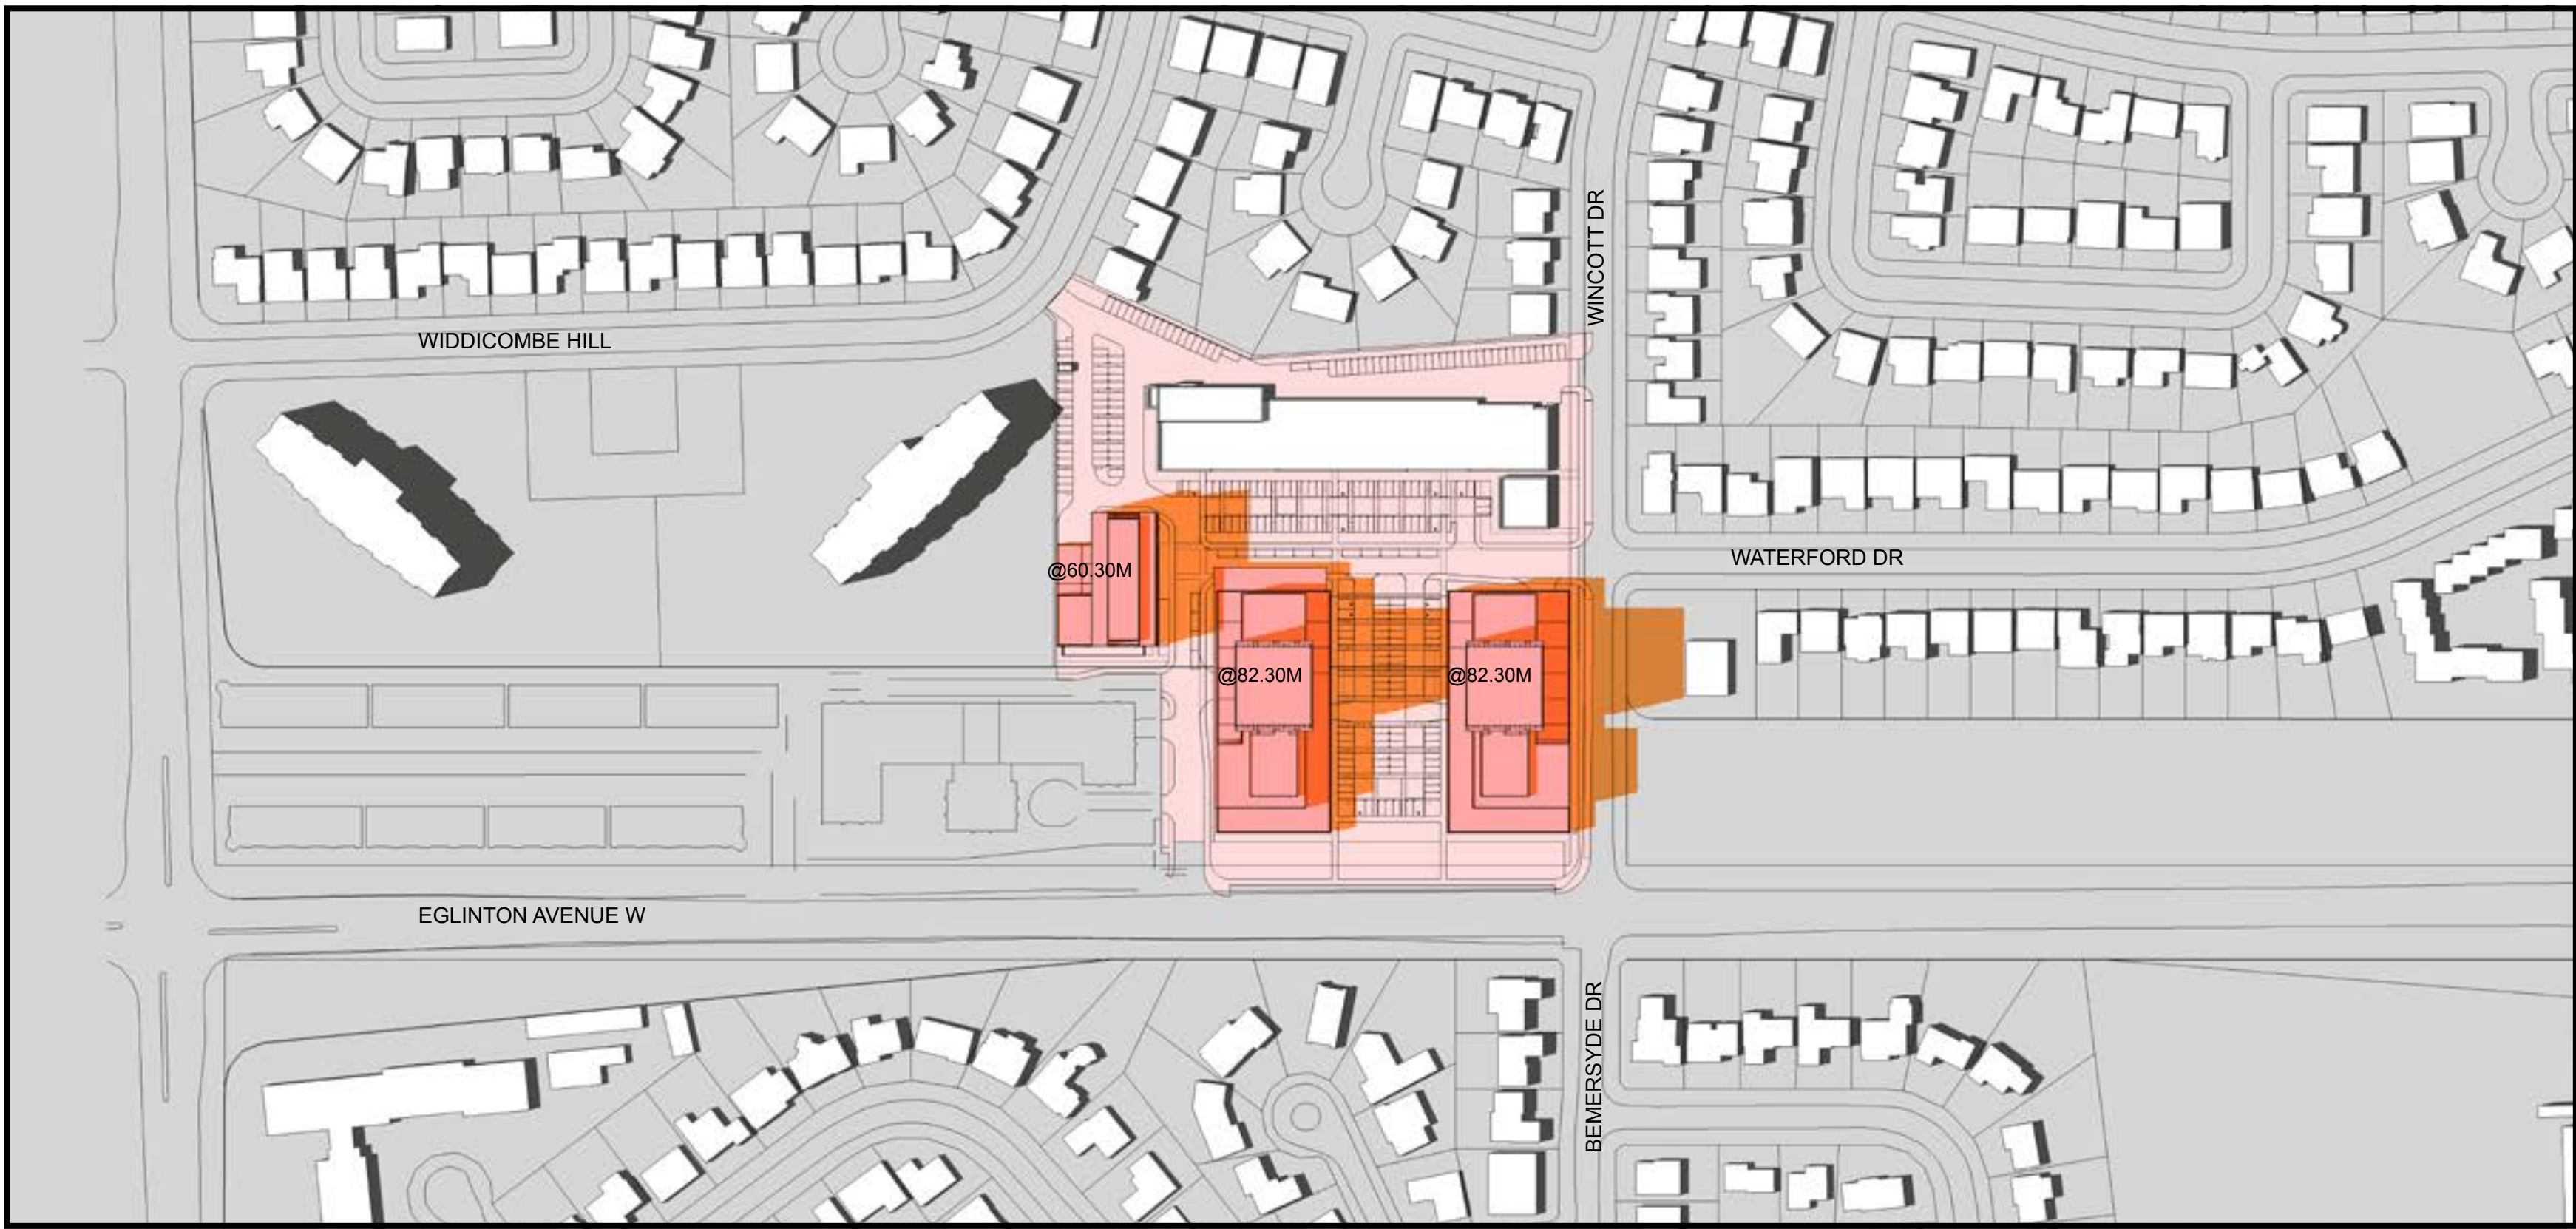 WINCOTT DR
WIDDICOMBE HILL
WATERFORD DR
@60.30M
@82.30M
@82.30M
EGLINTON AVENUE W
BEMERSYDE DR